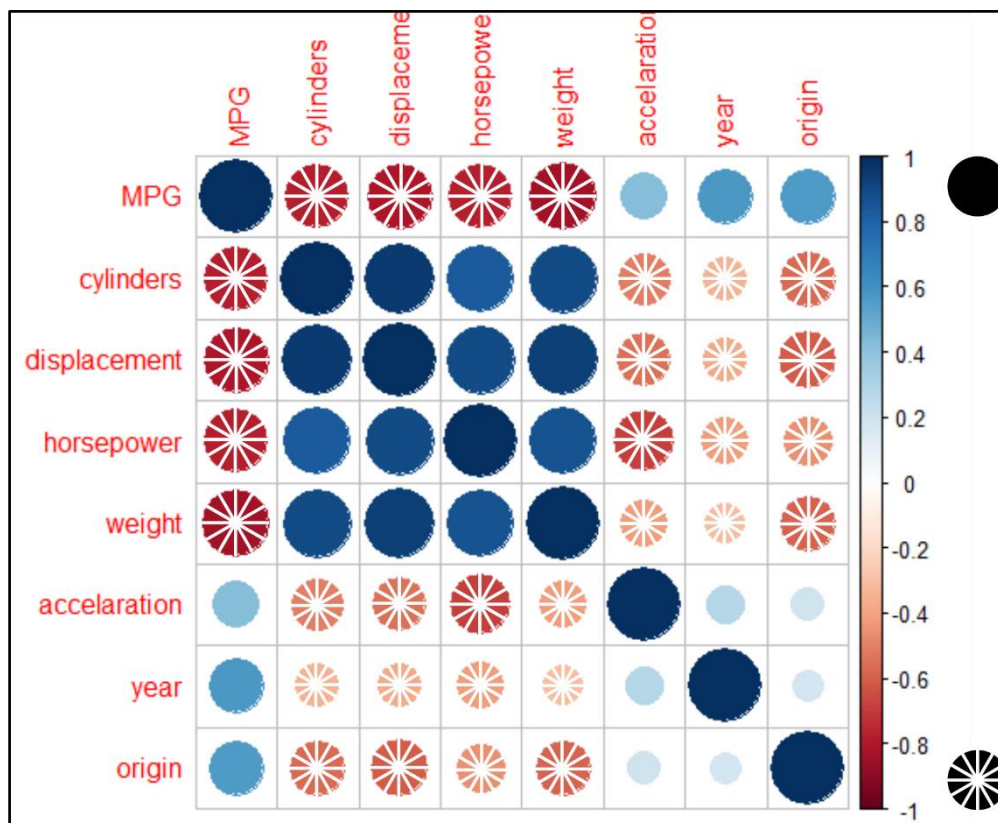 MPG
cylinders
displaceme
horsepowe
weight
accelaration
year
origin
MPG
cylinders
displacement
horsepower
weight
accelaration
year
origin
1
0.8
0.6
0.4
0.2
0
-0.2
-0.4
-0.6
-0.8
-1